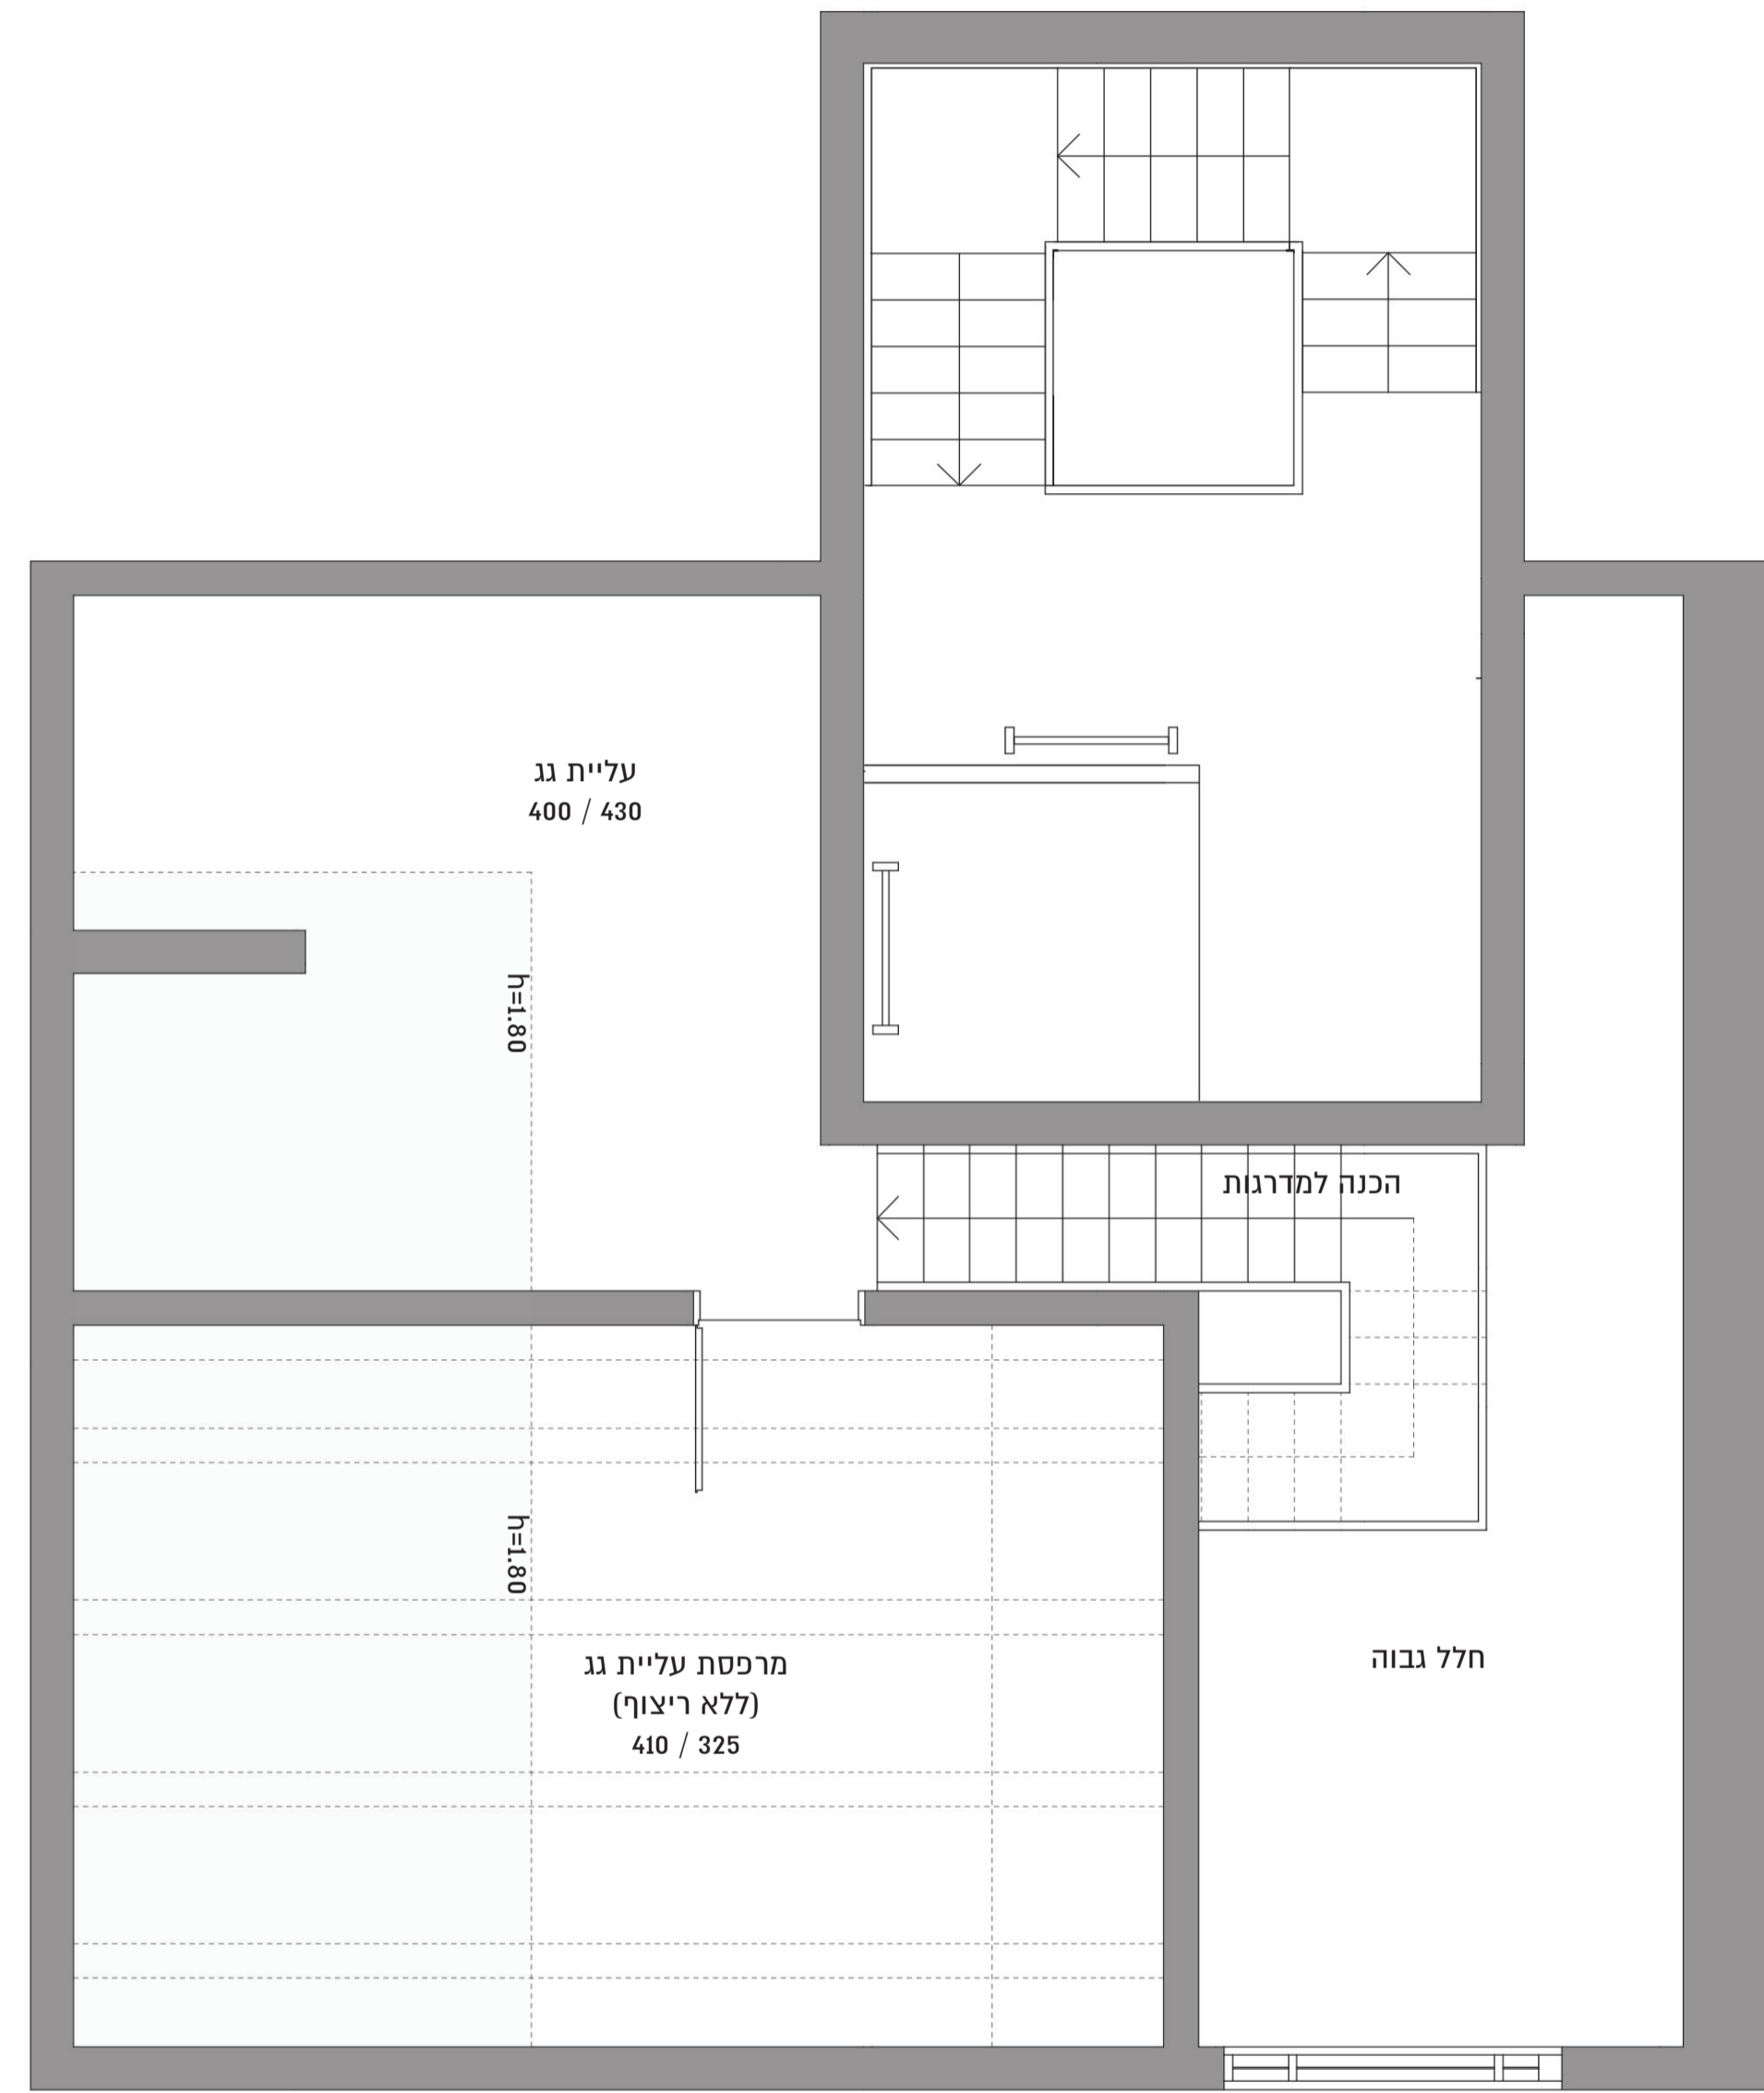 עליית גג
400 / 430
h=1.80
הכנה למדרגות
h=1.80
מרפסת עליית גג
(ללא ריצוף)
410 / 325
חלל גבוה